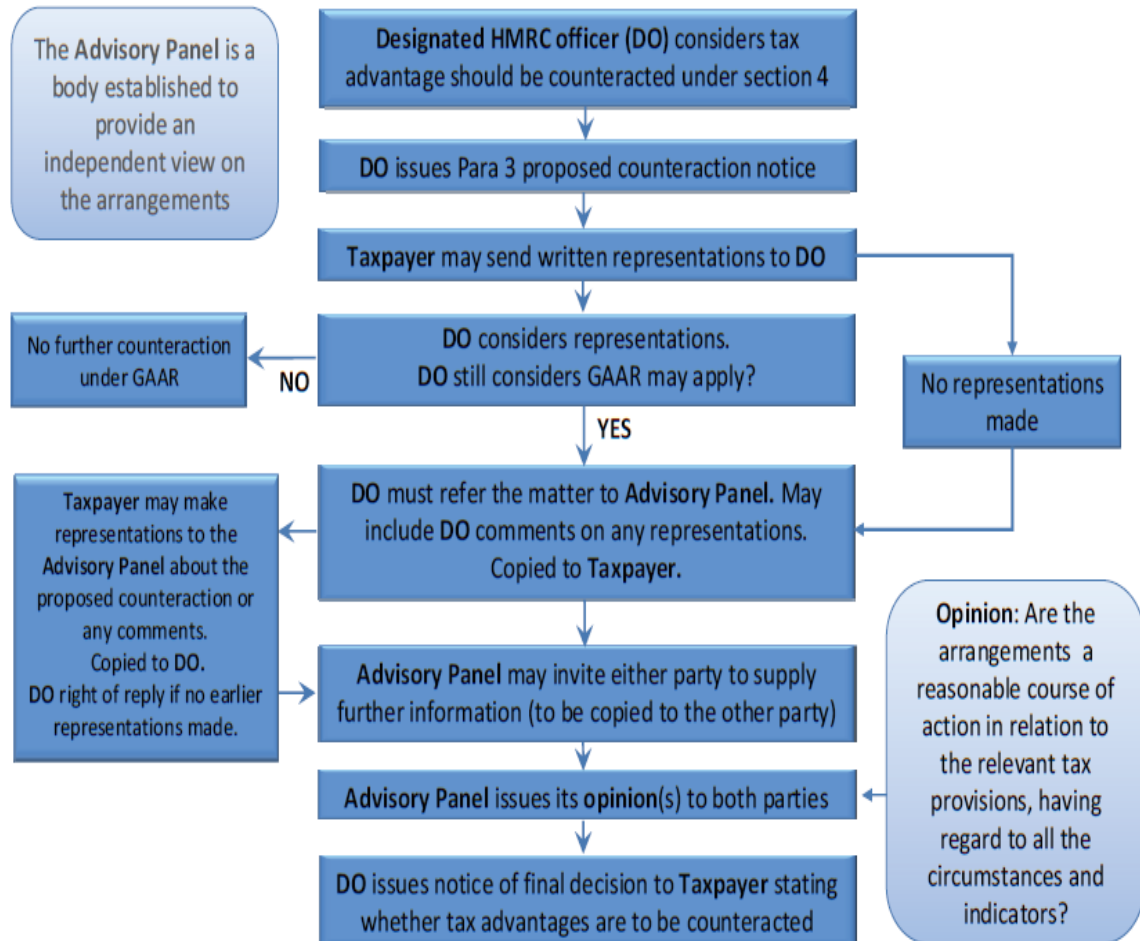 The Advisory Panel is a
body established to
provide an
independent view on
the arrangements
Designated HMRC officer (DO) considers tax
advantage should be counteracted under section 4
DO issues Para 3 proposed counteraction notice
Taxpayer may send written representations to DO
DO considers representations.
DO still considers GAAR may apply?
NO
No further counteraction
under GAAR
No representations
made
YES
DO must refer the matter to Advisory Panel. May
include DO comments on any representations.
Copied to Taxpayer.
Taxpayer may make
representations to the
Advisory Panel about the
proposed counteraction or
any comments.
Copied to DO.
DO right of reply if no earlier
representations made.
Advisory Panel may invite either party to supply
further information (to be copied to the other party)
Advisory Panel issues its opinion(s) to both parties
Opinion: Are the
arrangements a
reasonable course of
action in relation to
the relevant tax
provisions, having
regard to all the
circumstances and
indicators?
DO issues notice of final decision to Taxpayer stating
whether tax advantages are to be counteracted